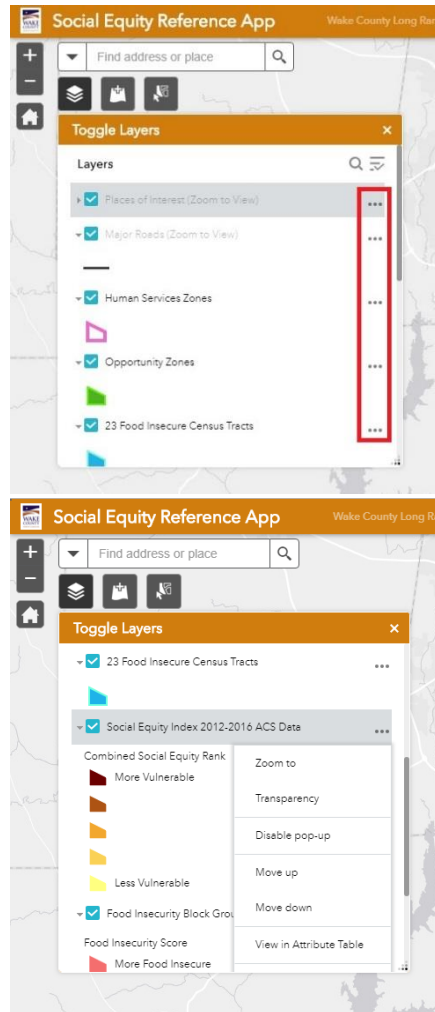 WAKE COUNTY
Social Equity Reference App
Wake County Long Ran
+
Find address or place
−
Toggle Layers
×
Layers
Places of Interest (Zoom to View)
...
Major Roads (Zoom to View)
...
Human Services Zones
...
Opportunity Zones
...
23 Food Insecure Census Tracts
...
WAKE COUNTY
Social Equity Reference App
Wake County Long R
+
Find address or place
−
Toggle Layers
×
23 Food Insecure Census Tracts
...
Social Equity Index 2012-2016 ACS Data
...
Combined Social Equity Rank
Zoom to
More Vulnerable
Transparency
Disable pop-up
Move up
Less Vulnerable
Move down
Food Insecurity Block Grou
Food Insecurity Score
View in Attribute Table
More Food Insecure